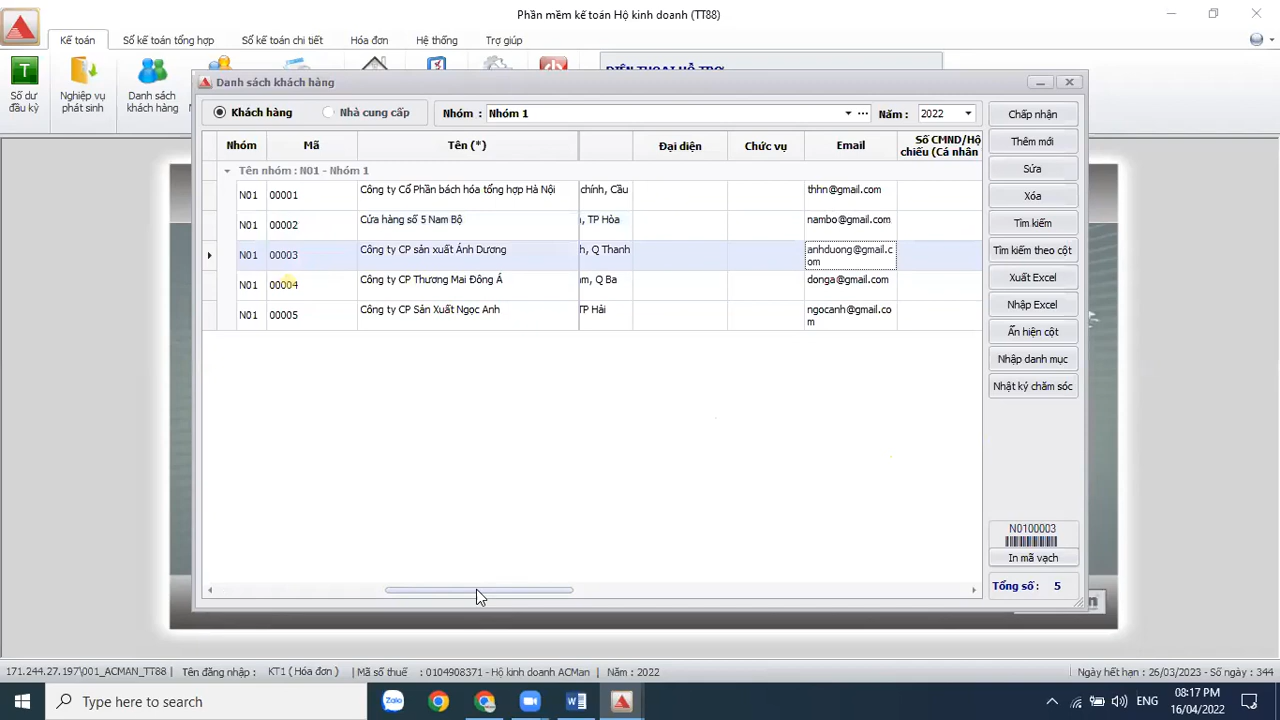 Phần mềm kế toán Hộ kinh doanh (TT88)
Kế toán
Sổ kế toán tổng hợp
Sổ kế toán chi tiết
Hóa đơn
Hệ thống
Trợ giúp
T
Số dư
đầu kỳ
Nghiệp vụ
phát sinh
Danh sách
khách hàng
Danh sách khách hàng
Khách hàng
Nhà cung cấp
Nhóm :
Nhóm 1
Năm :
2022
Nhóm
Mã
Tên (*)
Đại diện
Chức vụ
Email
Số CMND/Hộ
chiếu (Cá nhân
Tên nhóm : N01 - Nhóm 1
N01 00001 Công ty Cổ Phần bách hóa tổng hợp Hà Nội chính, Cầu thhn@gmail.com
N01 00002 Cửa hàng số 5 Nam Bộ , TP Hòa nambo@gmail.com
N01 00003 Công ty CP sản xuất Ánh Dương h, Q Thanh anhduong@gmail.c
om
N01 00004 Công ty CP Thương Mai Đông Á m, Q Ba donga@gmail.com
N01 00005 Công ty CP Sản Xuất Ngọc Anh TP Hải ngocanh@gmail.co
m
Chấp nhận
Thêm mới
Sửa
Xóa
Tìm kiếm
Tìm kiếm theo cột
Xuất Excel
Nhập Excel
Ẩn hiện cột
Nhập danh mục
Nhật ký chăm sóc
N0100003
In mã vạch
Tổng số : 5
171.244.27.197\001_ACMAN_TT88
Tên đăng nhập : KT1 ( Hóa đơn )
Mã số thuế : 0104908371 - Hộ kinh doanh ACMan
Năm : 2022
Ngày hết hạn : 26/03/2023 - Số ngày : 344
Type here to search
Zalo
ENG
08:17 PM
16/04/2022